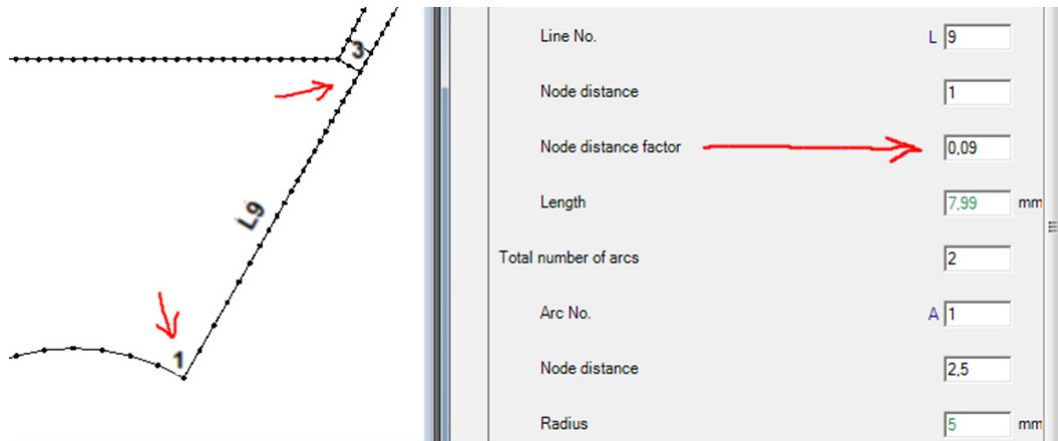 3
L9
1
Line No. L 9
Node distance 1
Node distance factor 0,09
Length 7,99 mm
Total number of arcs 2
Arc No. A 1
Node distance 2,5
Radius 5 mm